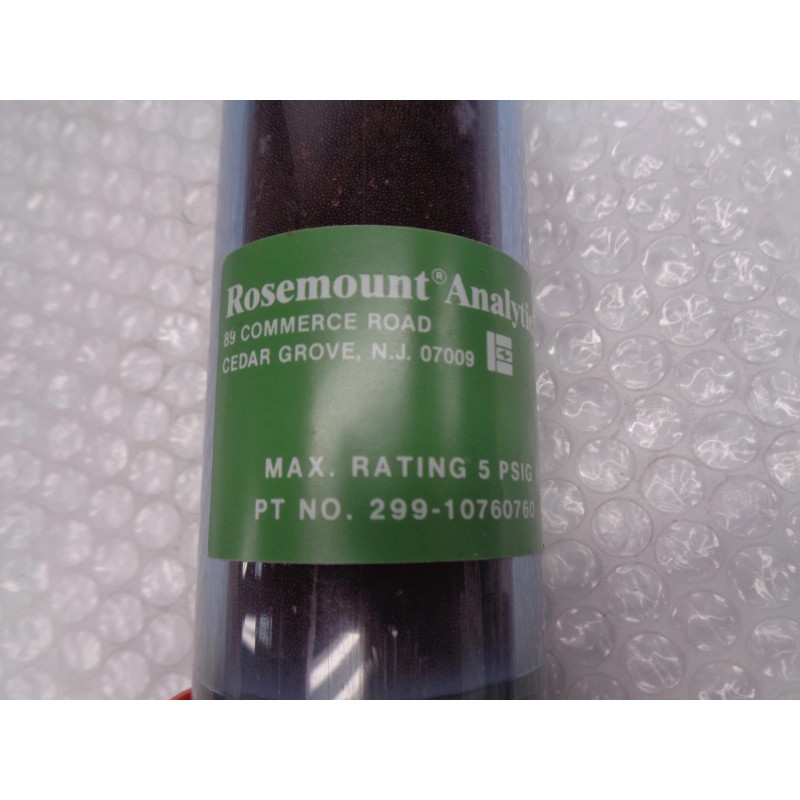 Rosemount® Analytic
89 COMMERCE ROAD
CEDAR GROVE, N.J. 07009
MAX. RATING 5 PSIG
PT NO. 299-10760760